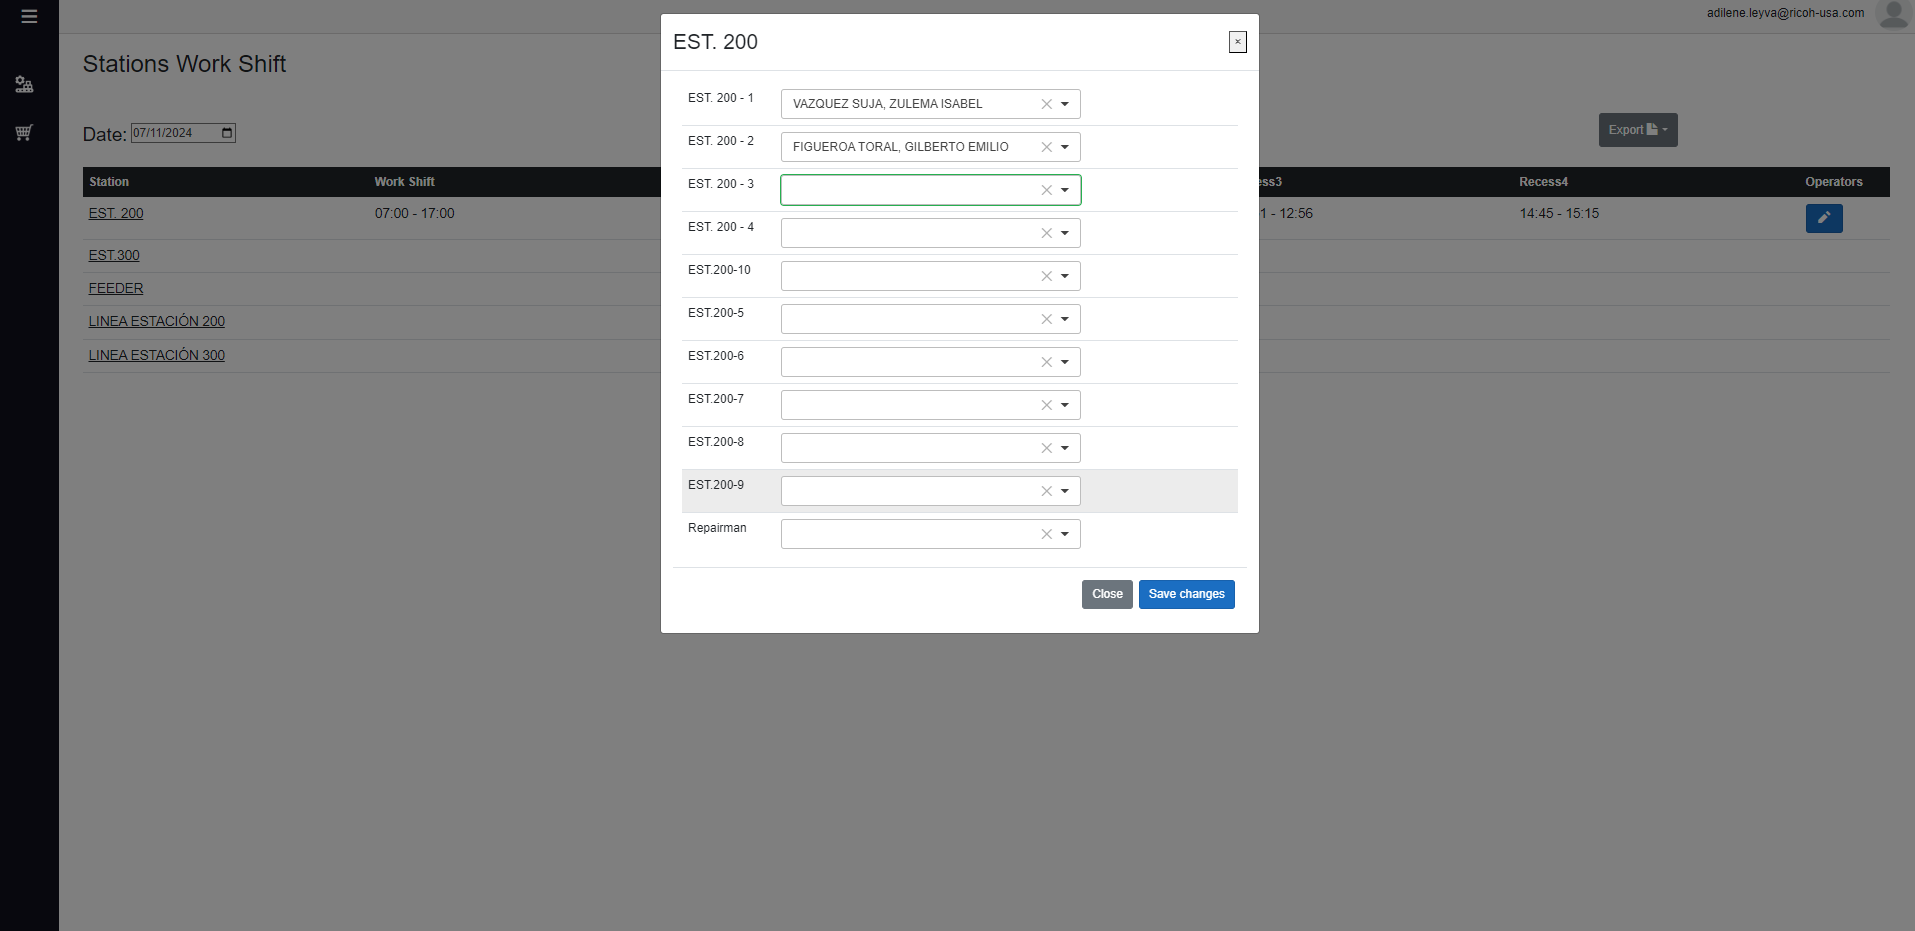 adilene.leyva@ricoh-usa.com
Stations Work Shift
Date: 07/11/2024
Export
Station Work Shift ess3 Recess4 Operators
EST. 200 07:00 - 17:00 1 - 12:56 14:45 - 15:15
EST.300
FEEDER
LINEA ESTACIÓN 200
LINEA ESTACIÓN 300
EST. 200
×
EST. 200 - 1 VAZQUEZ SUJA, ZULEMA ISABEL
EST. 200 - 2 FIGUEROA TORAL, GILBERTO EMILIO
EST. 200 - 3
EST. 200 - 4
EST.200-10
EST.200-5
EST.200-6
EST.200-7
EST.200-8
EST.200-9
Repairman
Close Save changes